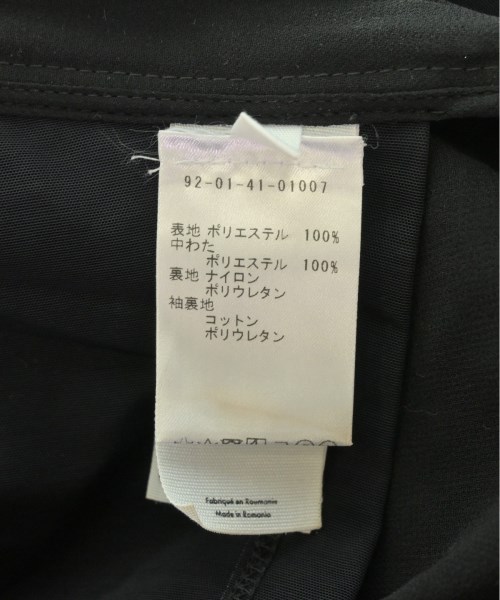 92-01-41-01007
表地 ポリエステル 100%
中わた
ポリエステル 100%
裏地 ナイロン
ポリウレタン
袖裏地
コットン
ポリウレタン
Fabriqué en Roumanie
Made in Romania